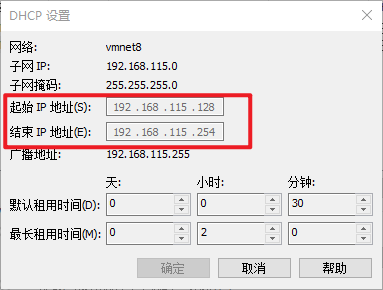 DHCP 设置
网络: vmnet8
子网 IP: 192.168.115.0
子网掩码: 255.255.255.0
起始 IP 地址(S): 192 .168 .115 .128
结束 IP 地址(E): 192 .168 .115 .254
广播地址: 192.168.115.255
天: 小时: 分钟:
默认租用时间(D): 0 0 30
最长租用时间(M): 0 2 0
确定 取消 帮助